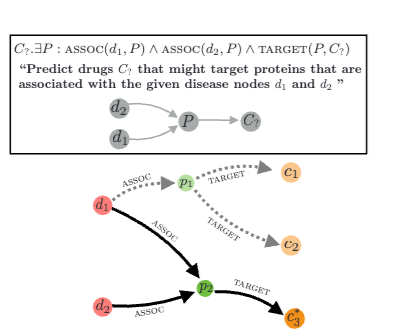 C?.∃P : ASSOC(d1, P) ∧ ASSOC(d2, P) ∧ TARGET(P, C?)
“Predict drugs C? that might target proteins that are
associated with the given disease nodes d1 and d2 ”
d2
P
C?
d1
c1
ASSOC
p1
TARGET
d1
ASSOC
TARGET
c2
p2
TARGET
d2
ASSOC
c3*